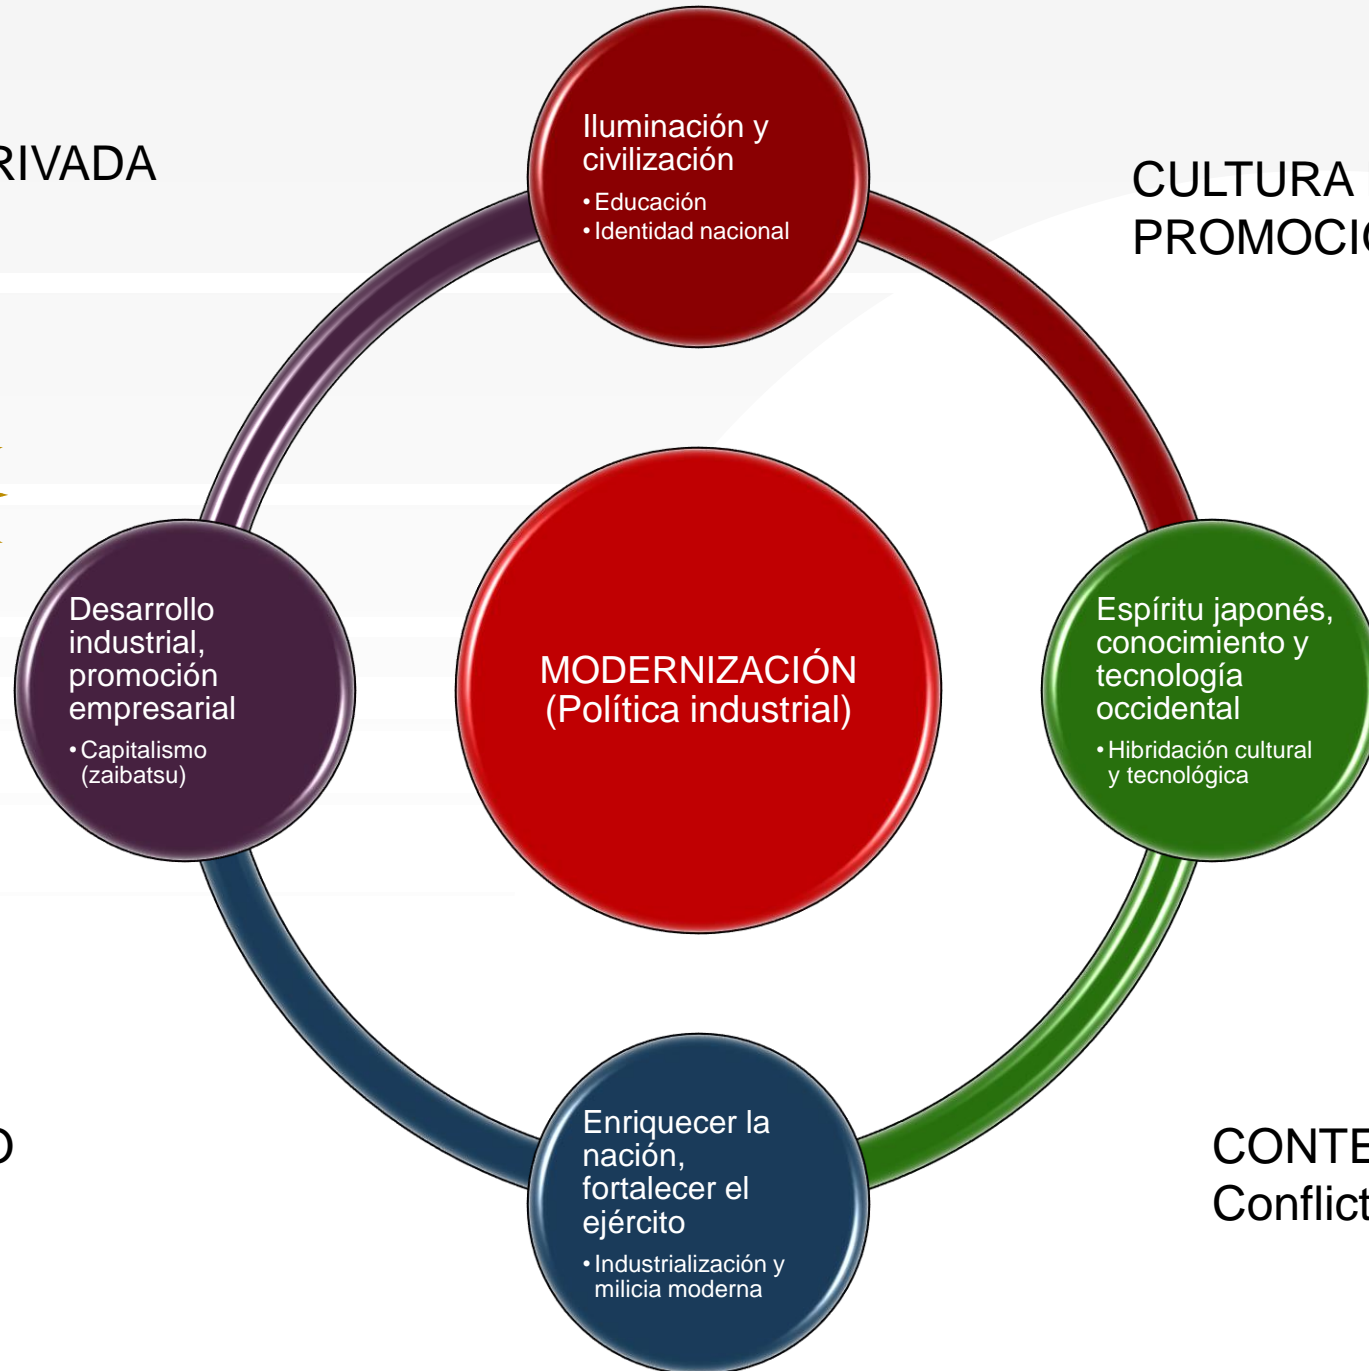 Iluminación y
civilización
• Educación
• Identidad nacional
RIVADA
CULTURA
PROMOCIÓ
Desarrollo
industrial,
promoción
empresarial
• Capitalismo
(zaibatsu)
MODERNIZACIÓN
(Política industrial)
Espíritu japonés,
conocimiento y
tecnología
occidental
• Hibridación cultural
y tecnológica
Enriquecer la
nación,
fortalecer el
ejército
• Industrialización y
milicia moderna
O
CONTE
Conflict